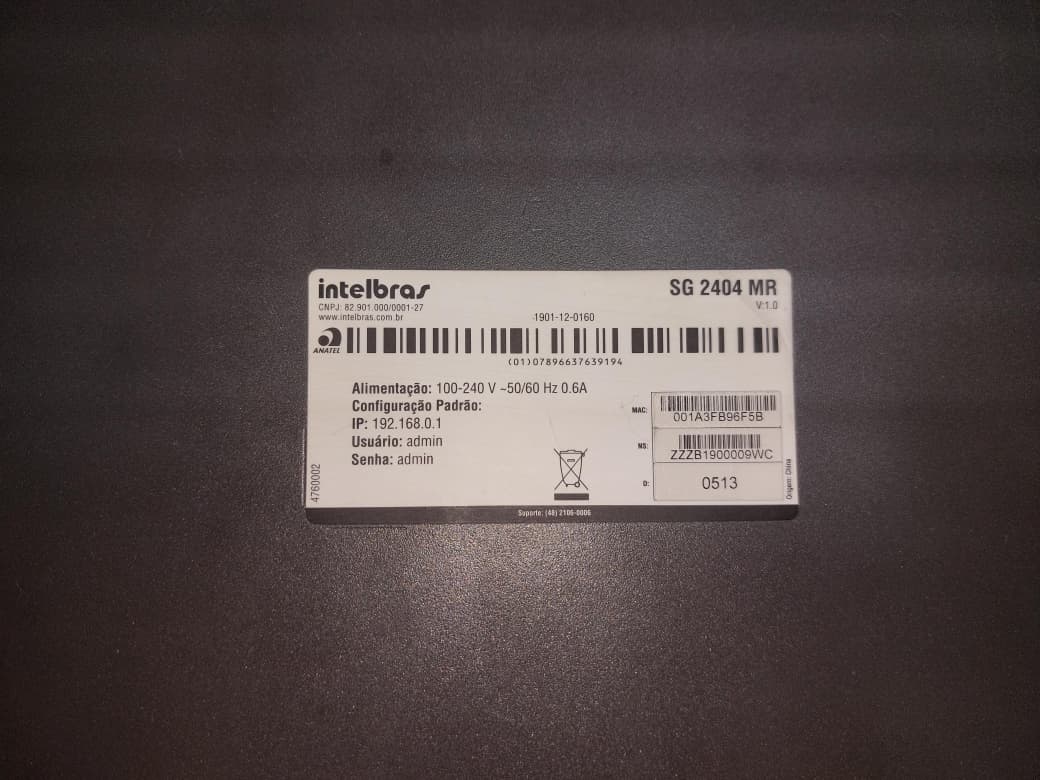 intelbras
SG 2404 MR
CNPJ: 82.901.000/0001-27
V:1.0
www.intelbras.com.br
1901-12-0160
ANATEL
(01)07896637639194
Alimentação: 100-240 V ~50/60 Hz 0.6A
Configuração Padrão:
IP: 192.168.0.1
Usuário: admin
Senha: admin
MAC: 001A3FB96F5B
NS: ZZZB1900009WC
D: 0513
4760002
Origem: China
Suporte: (48) 2106-0006